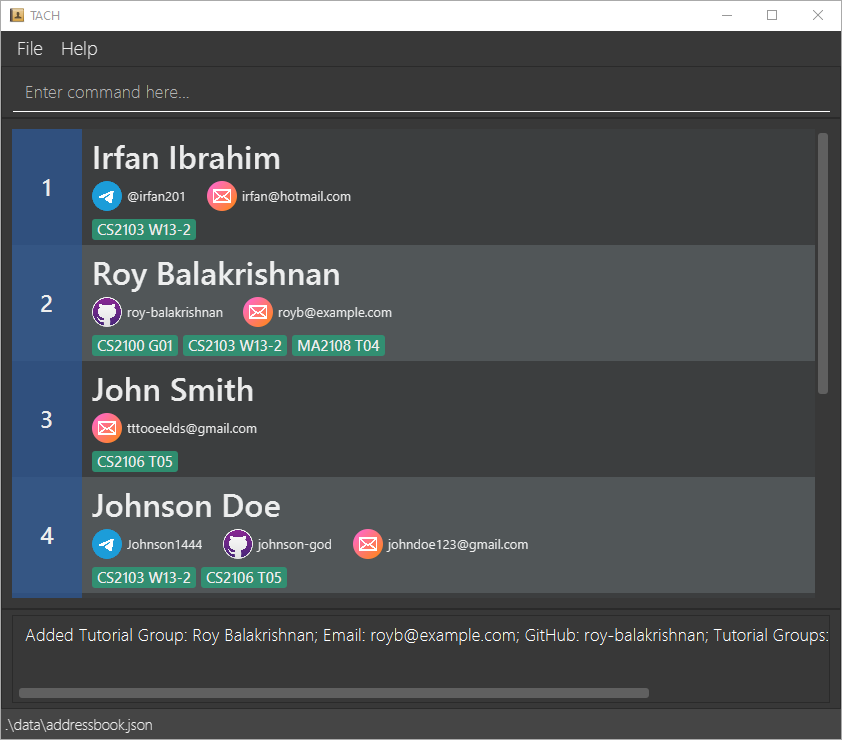 TACH
File Help
Enter command here...
1
Irfan Ibrahim
@irfan201 irfan@hotmail.com
CS2103 W13-2
2
Roy Balakrishnan
roy-balakrishnan royb@example.com
CS2100 G01 CS2103 W13-2 MA2108 T04
3
John Smith
tttooeelds@gmail.com
CS2106 T05
4
Johnson Doe
Johnson1444 johnson-god johndoe123@gmail.com
CS2103 W13-2 CS2106 T05
Added Tutorial Group: Roy Balakrishnan; Email: royb@example.com; GitHub: roy-balakrishnan; Tutorial Groups:
.\data\addressbook.json